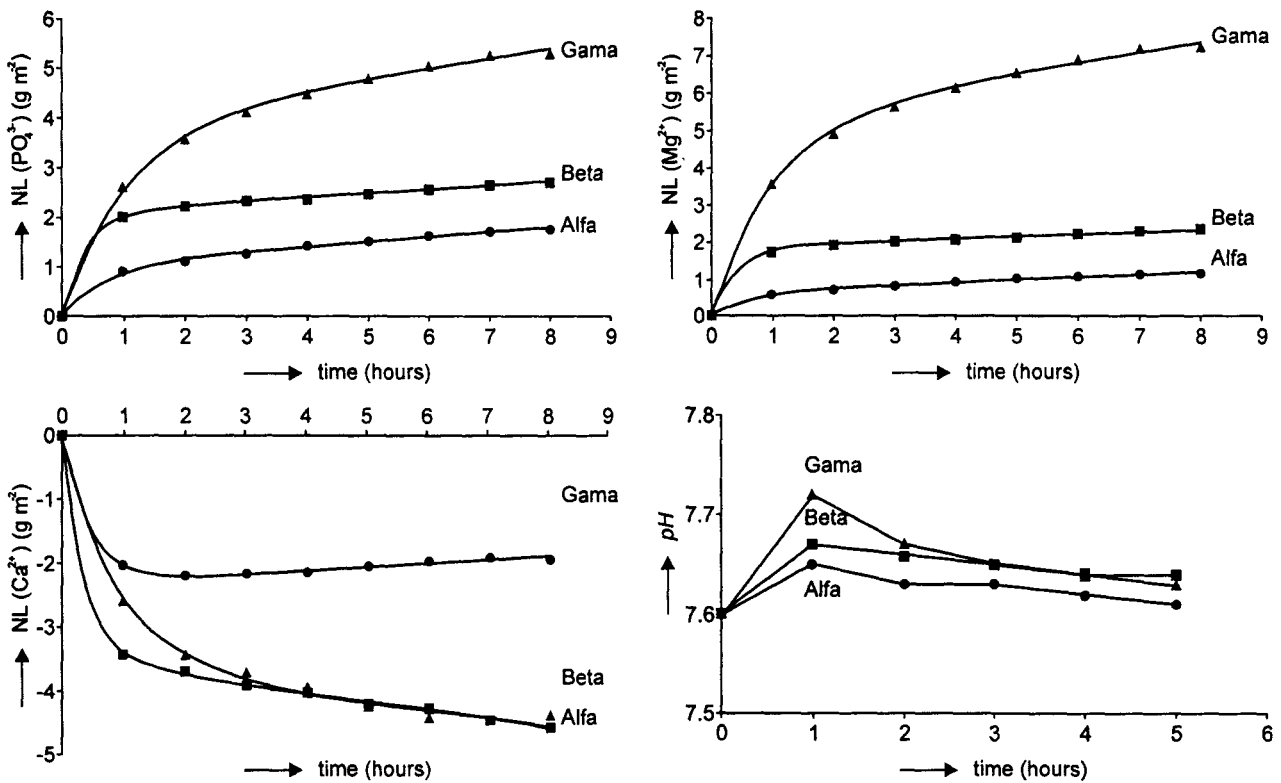 NL (PO₄³⁻) (g m⁻²)
6
5
4
3
2
1
0
Gama
Beta
Alfa
0 1 2 3 4 5 6 7 8 9
time (hours)
NL (Mg²⁺) (g m⁻²)
8
7
6
5
4
3
2
1
0
Gama
Beta
Alfa
0 1 2 3 4 5 6 7 8 9
time (hours)
0 1 2 3 4 5 6 7 8 9
NL (Ca²⁺) (g m⁻²)
0
-1
-2
-3
-4
-5
Gama
Beta
Alfa
time (hours)
pH
7.8
7.7
7.6
7.5
Gama
Beta
Alfa
0 1 2 3 4 5 6
time (hours)